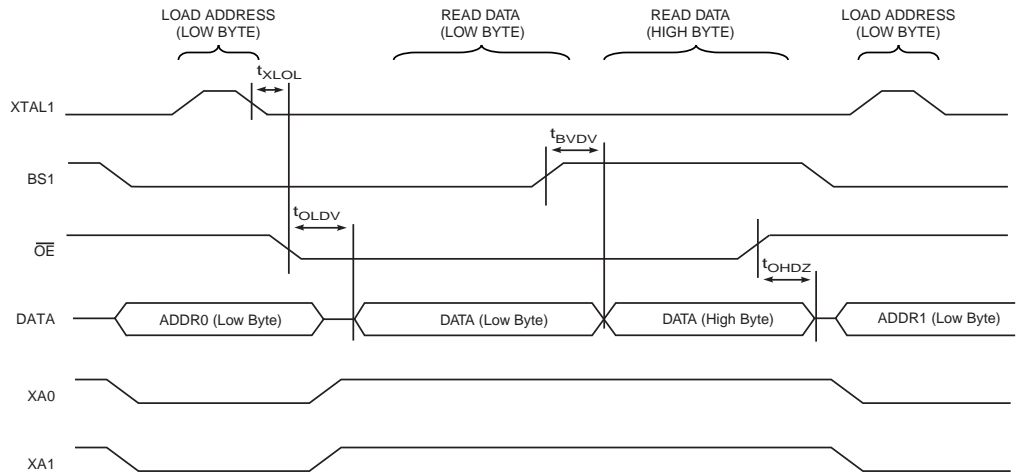 LOAD ADDRESS
(LOW BYTE)
READ DATA
(LOW BYTE)
READ DATA
(HIGH BYTE)
LOAD ADDRESS
(LOW BYTE)
tXLOL
XTAL1
tBVDV
BS1
tOLDV
OE
tOHDZ
DATA
ADDR0 (Low Byte)
DATA (Low Byte)
DATA (High Byte)
ADDR1 (Low Byte)
XA0
XA1